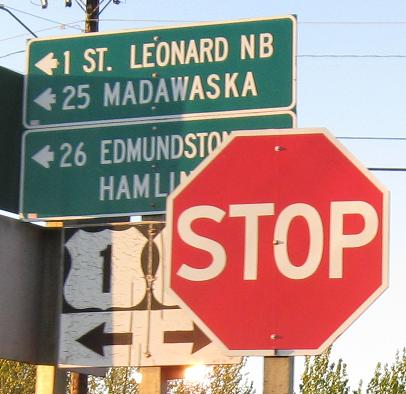 1 ST. LEONARD NB
25 MADAWASKA
26 EDMUNDSTON
HAMLIN
1
STOP